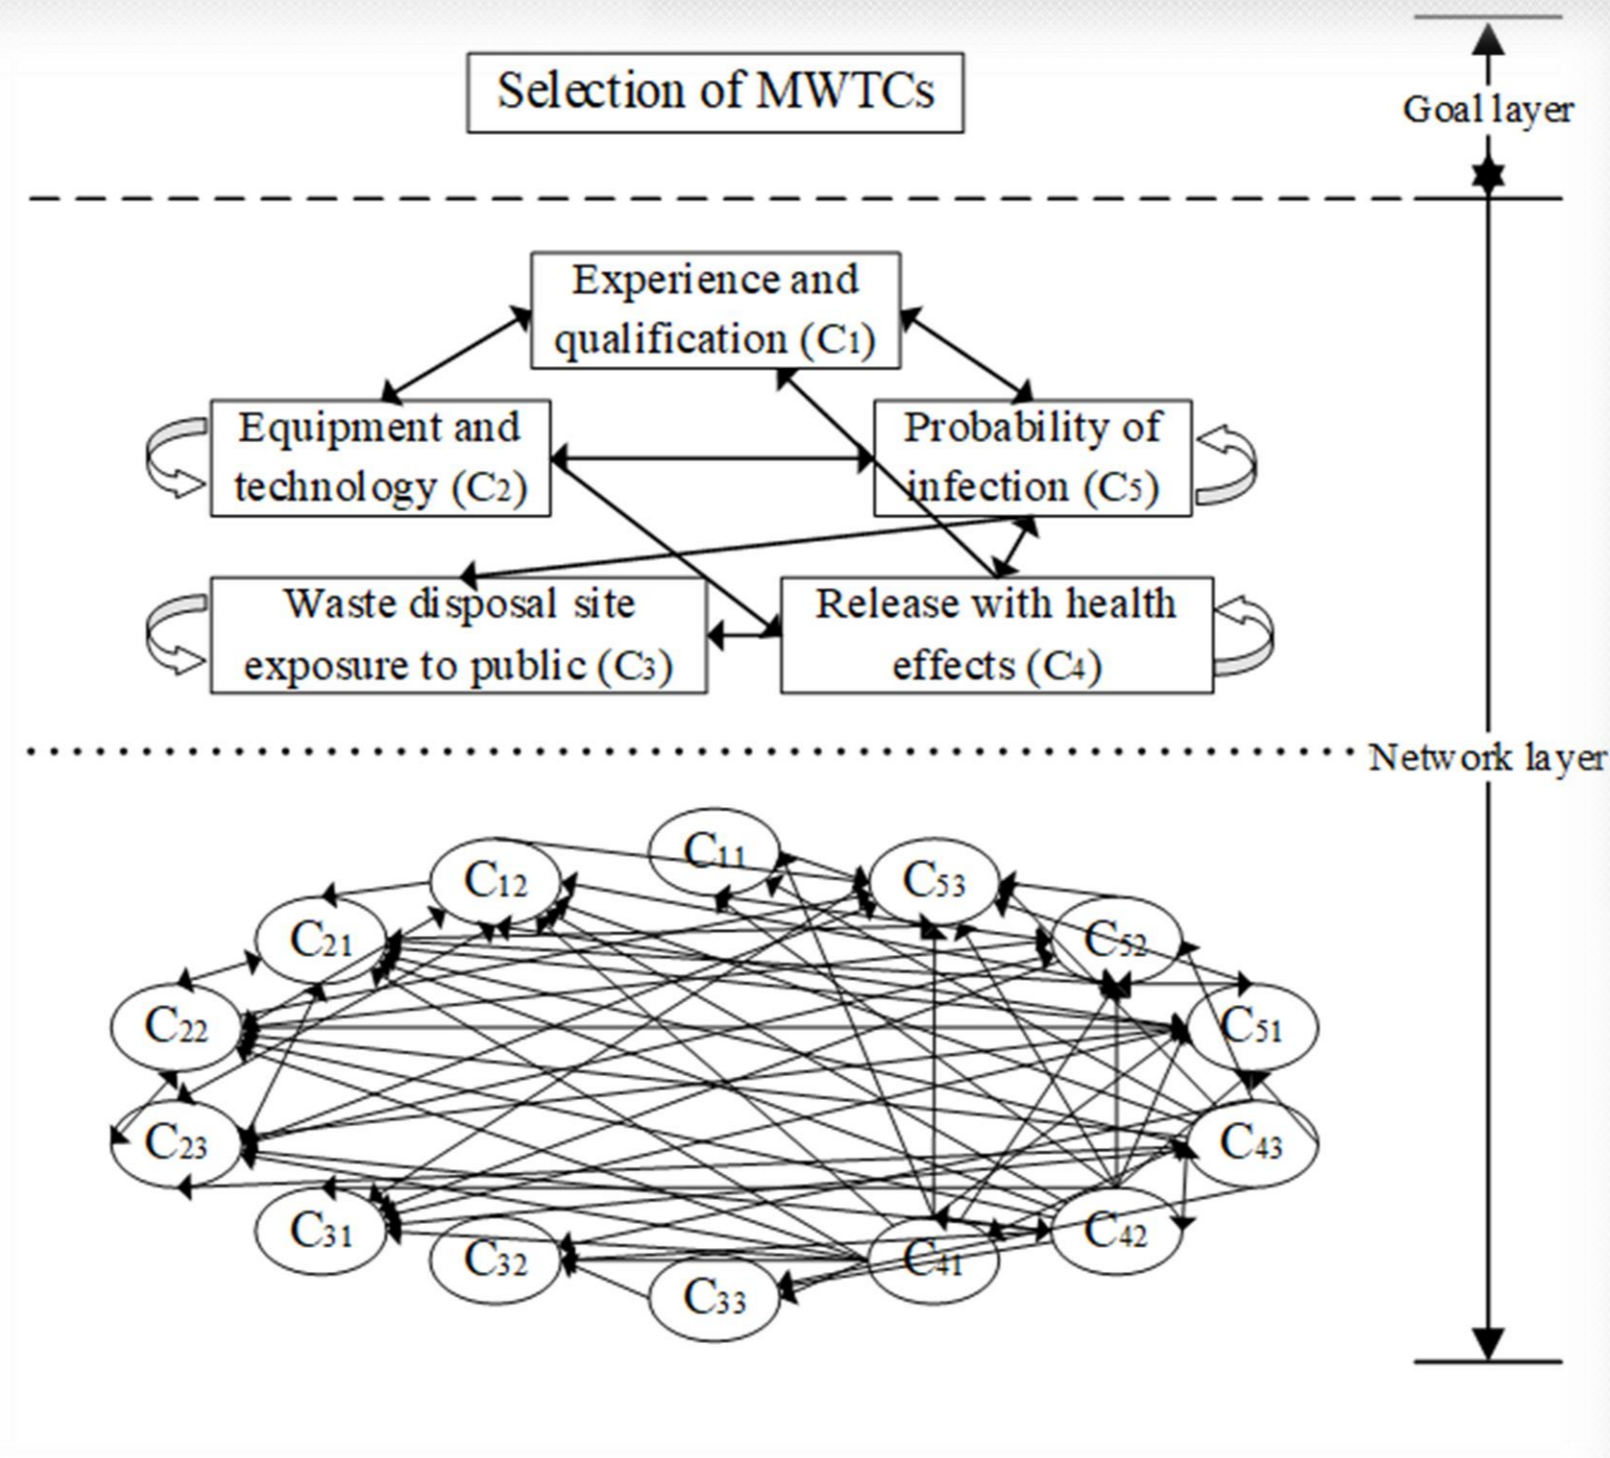 Selection of MWTCs
Goal layer
Experience and
qualification (C1)
Equipment and
technology (C2)
Probability of
infection (C5)
Waste disposal site
exposure to public (C3)
Release with health
effects (C4)
Network layer
C11
C12
C53
C21
C52
C22
C51
C23
C43
C31
C32
C33
C41
C42